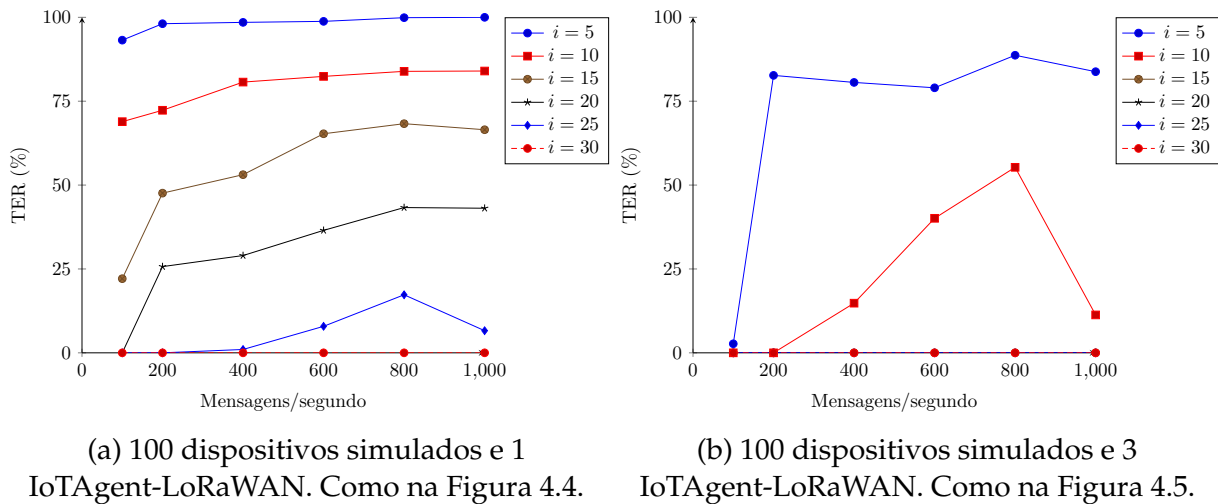 100
75
50
25
0
TER (%)
0
200
400
600
800
1,000
Mensagens/segundo
i = 5
i = 10
i = 15
i = 20
i = 25
i = 30
(a) 100 dispositivos simulados e 1
IoTAgent-LoRaWAN. Como na Figura 4.4.
100
75
50
25
0
TER (%)
0
200
400
600
800
1,000
Mensagens/segundo
i = 5
i = 10
i = 15
i = 20
i = 25
i = 30
(b) 100 dispositivos simulados e 3
IoTAgent-LoRaWAN. Como na Figura 4.5.